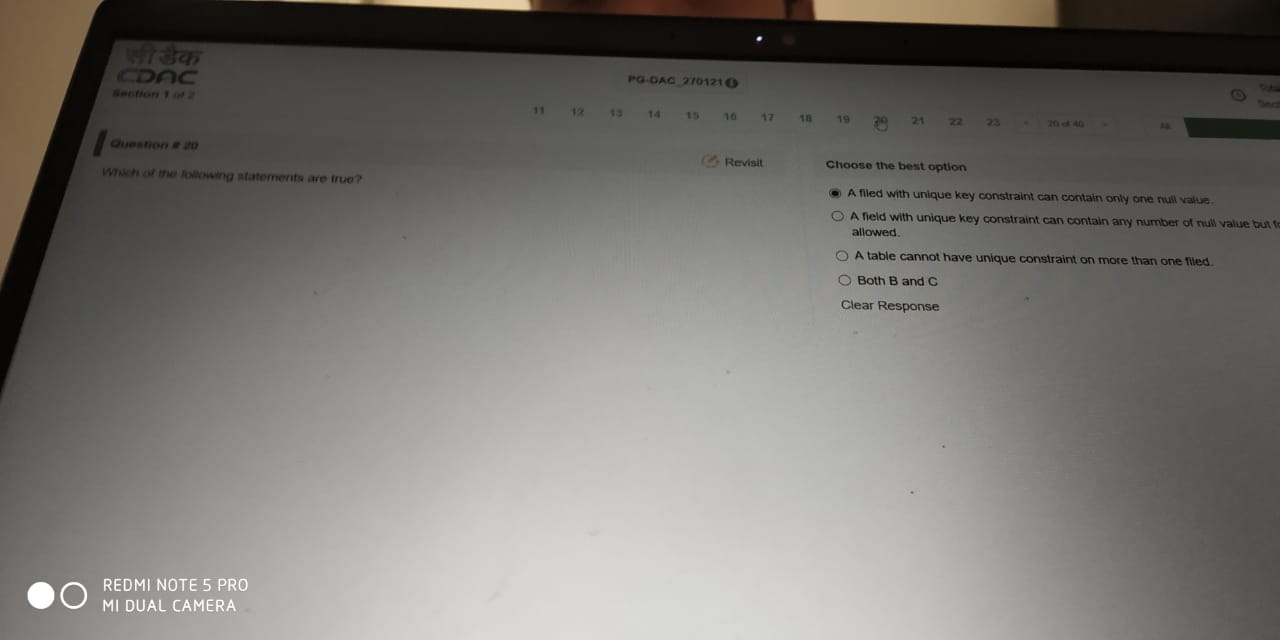 सी डैक
CDAC
Section 1 of 2
PG-DAC_270121
11 12 13 14 15 16 17 18 19 20 21 22 23 20 of 40 All
Question # 20
Revisit
Which of the following statements are true?
Choose the best option
A filed with unique key constraint can contain only one null value.
A field with unique key constraint can contain any number of null value but
allowed.
A table cannot have unique constraint on more than one filed.
Both B and C
Clear Response
REDMI NOTE 5 PRO
MI DUAL CAMERA